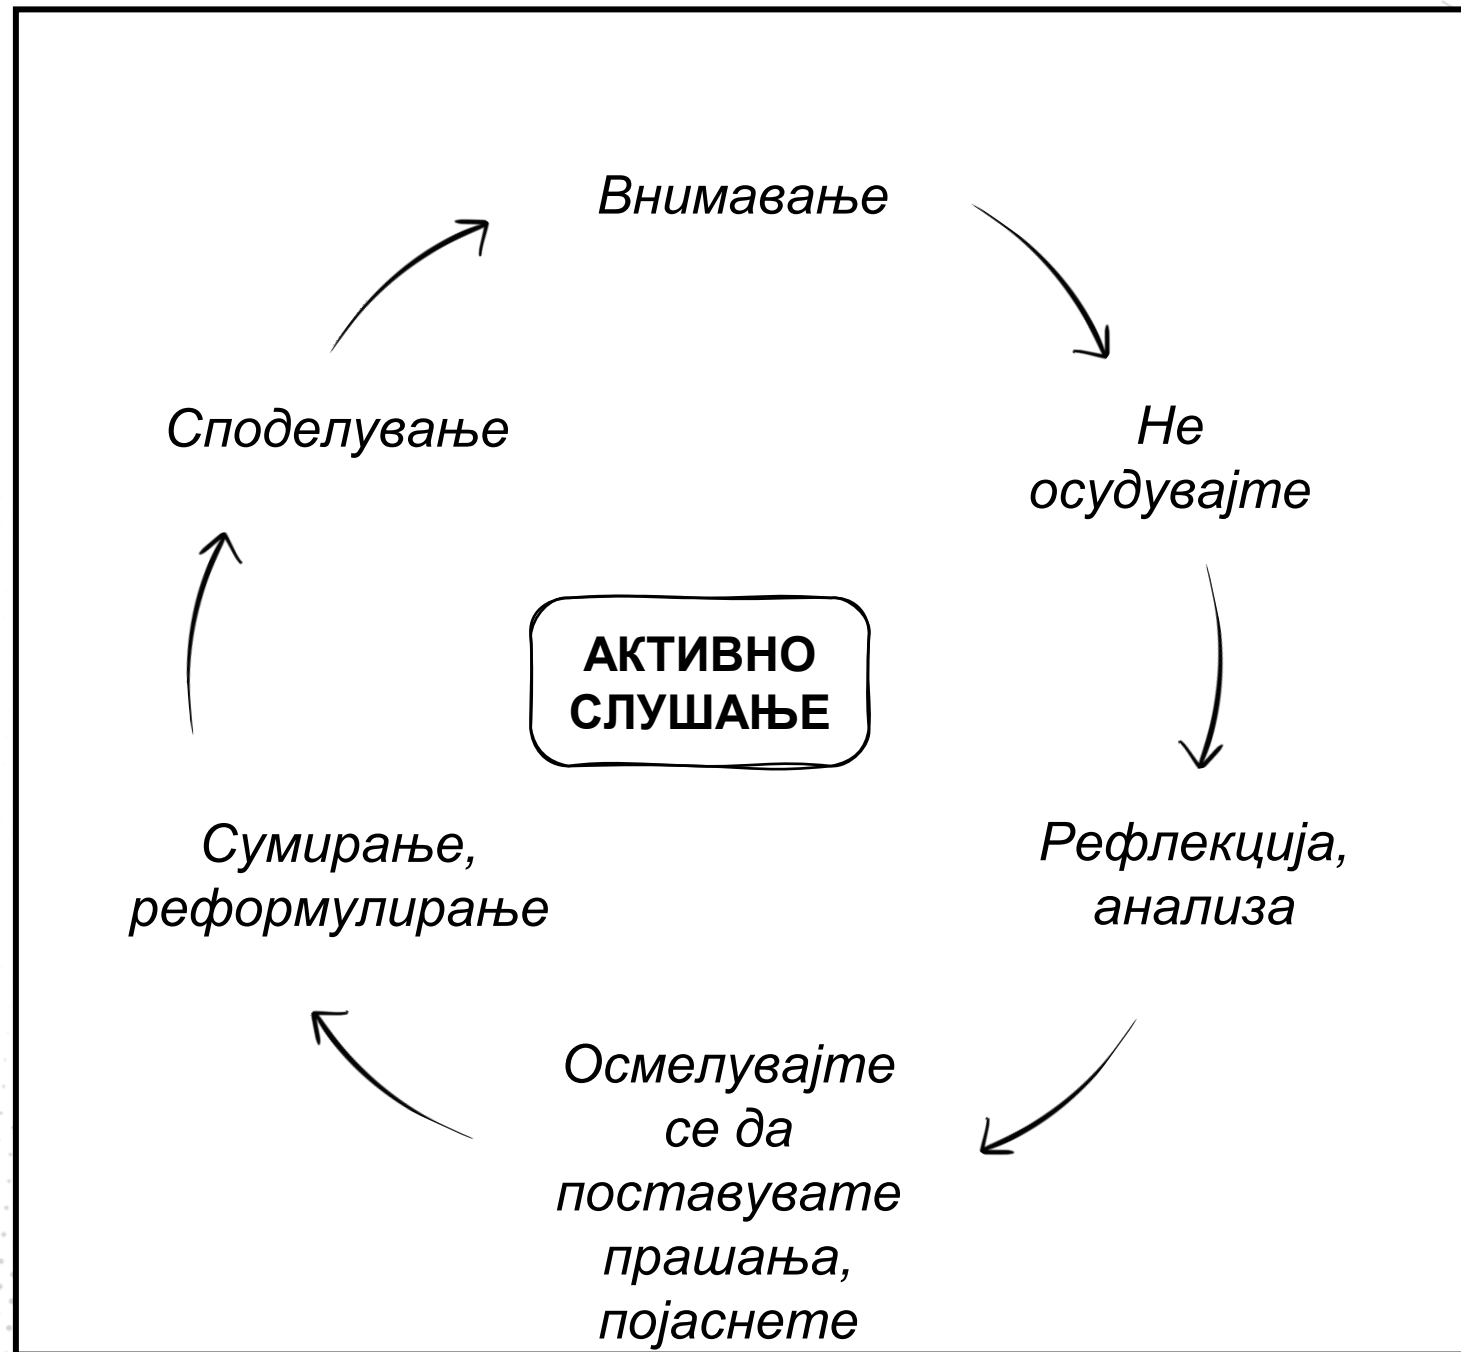 Внимавање
Не
осудувајте
Рефлекција,
анализа
Осмелувајте
се да
поставувате
прашања,
појаснете
Сумирање,
реформулирање
Споделување
АКТИВНО
СЛУШАЊЕ